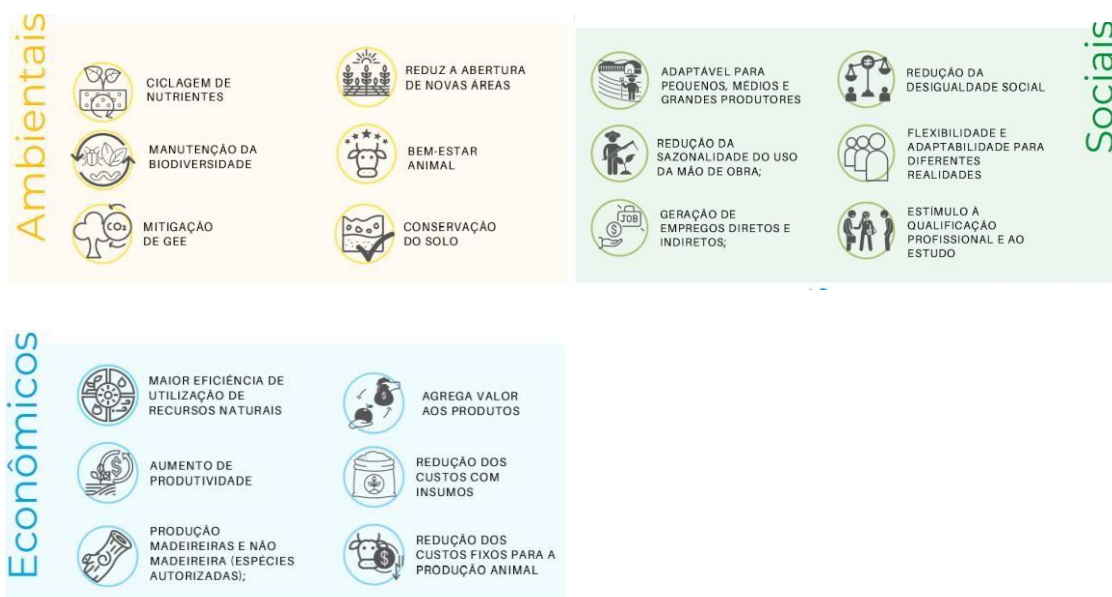 Ambientais
CICLAGEM DE
NUTRIENTES
MANUTENÇÃO DA
BIODIVERSIDADE
CO₂
MITIGAÇÃO
DE GEE
REDUZ A ABERTURA
DE NOVAS ÁREAS
BEM-ESTAR
ANIMAL
CONSERVAÇÃO
DO SOLO
Sociais
ADAPTÁVEL PARA
PEQUENOS, MÉDIOS E
GRANDES PRODUTORES
REDUÇÃO DA
SAZONALIDADE DO USO
DA MÃO DE OBRA;
JOB
$
GERAÇÃO DE
EMPREGOS DIRETOS E
INDIRETOS;
REDUÇÃO DA
DESIGUALDADE SOCIAL
FLEXIBILIDADE E
ADAPTABILIDADE PARA
DIFERENTES
REALIDADES
ESTÍMULO À
QUALIFICAÇÃO
PROFISSIONAL E AO
ESTUDO
Econômicos
MAIOR EFICIÊNCIA DE
UTILIZAÇÃO DE
RECURSOS NATURAIS
$
AUMENTO DE
PRODUTIVIDADE
PRODUÇÃO
MADEIREIRAS E NÃO
MADEIREIRA (ESPÉCIES
AUTORIZADAS);
$
AGREGA VALOR
AOS PRODUTOS
REDUÇÃO DOS
CUSTOS COM
INSUMOS
$
REDUÇÃO DOS
CUSTOS FIXOS PARA A
PRODUÇÃO ANIMAL